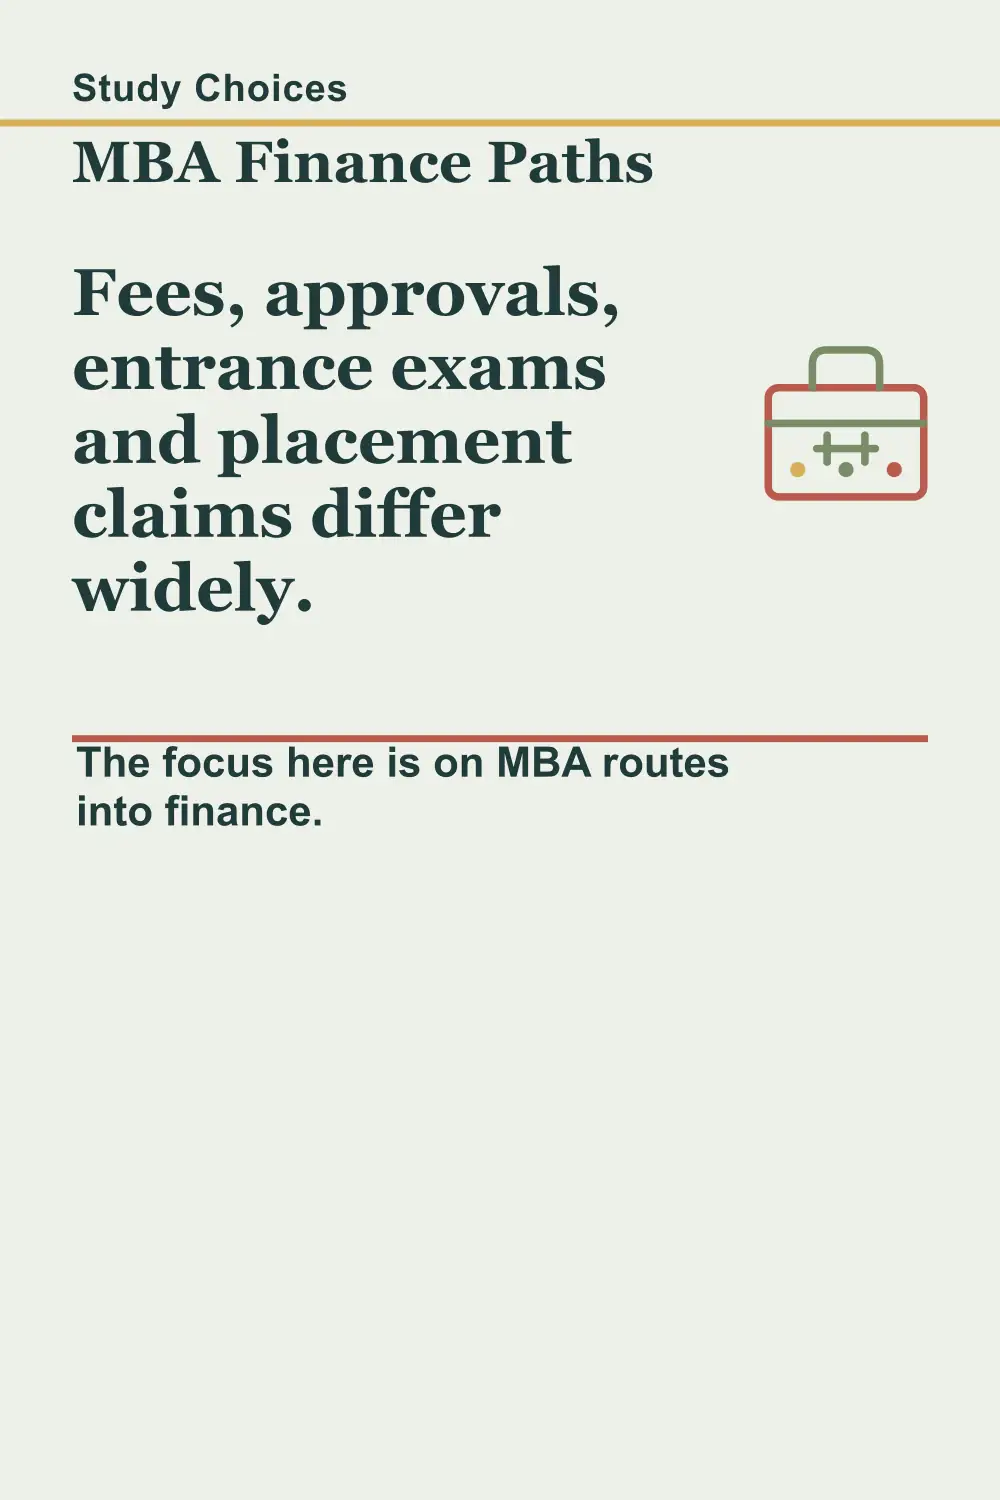 Study Choices
MBA Finance Paths
Fees, approvals,
entrance exams
and placement
claims differ
widely.
The focus here is on MBA routes
into finance.